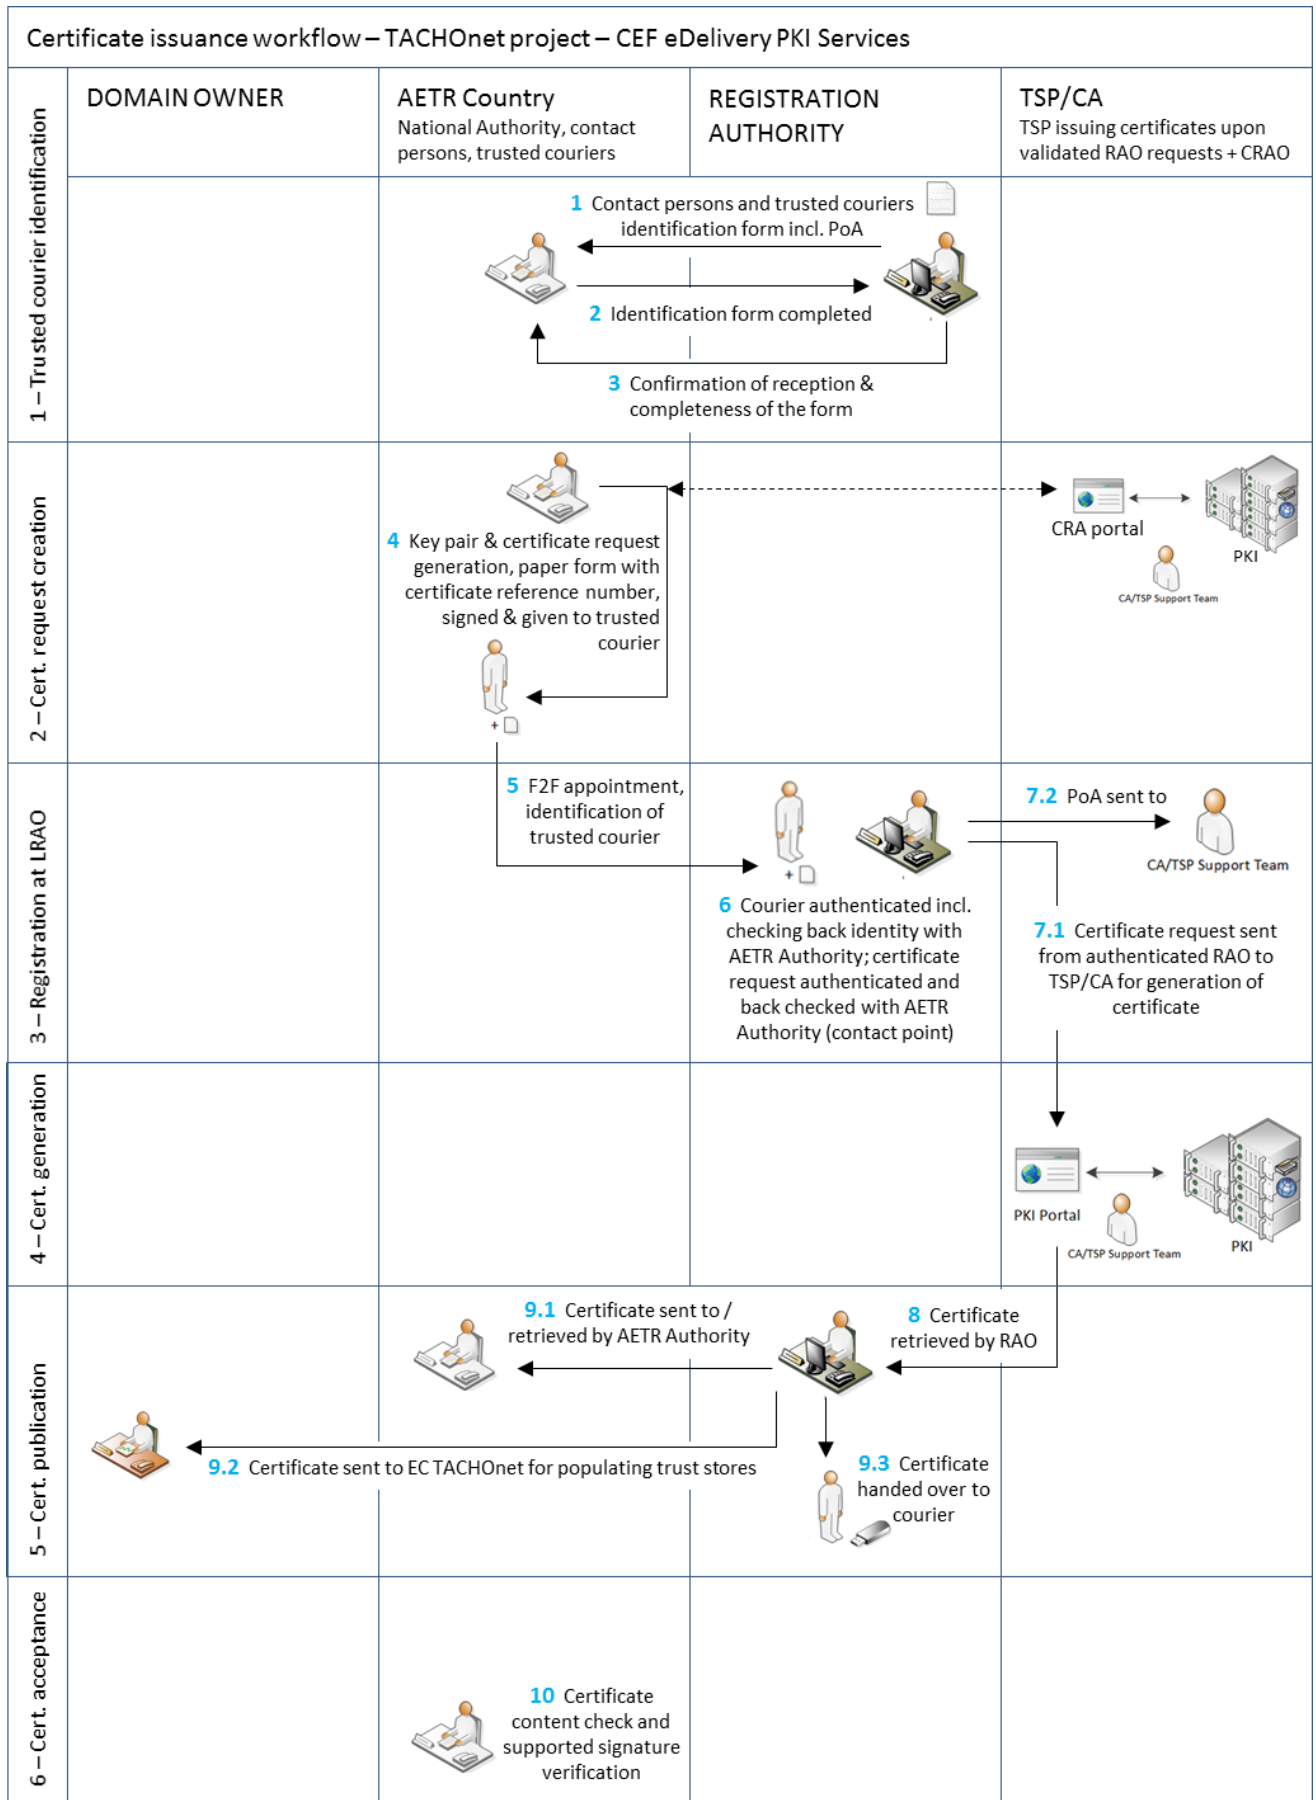 Certificate issuance workflow – TACHOnet project – CEF eDelivery PKI Services
DOMAIN OWNER
AETR Country
National Authority, contact
persons, trusted couriers
REGISTRATION
AUTHORITY
TSP/CA
TSP issuing certificates upon
validated RAO requests + CRAO
1 – Trusted courier identification
1 Contact persons and trusted couriers
identification form incl. PoA
2 Identification form completed
3 Confirmation of reception &
completeness of the form
2 – Cert. request creation
4 Key pair & certificate request
generation, paper form with
certificate reference number,
signed & given to trusted
courier
+
CRA portal
PKI
CA/TSP Support Team
3 – Registration at LRAO
5 F2F appointment,
identification of
trusted courier
+
6 Courier authenticated incl.
checking back identity with
AETR Authority; certificate
request authenticated and
back checked with AETR
Authority (contact point)
7.2 PoA sent to
CA/TSP Support Team
7.1 Certificate request sent
from authenticated RAO to
TSP/CA for generation of
certificate
4 – Cert. generation
PKI Portal
CA/TSP Support Team
PKI
5 – Cert. publication
9.1 Certificate sent to /
retrieved by AETR Authority
8 Certificate
retrieved by RAO
9.2 Certificate sent to EC TACHOnet for populating trust stores
9.3 Certificate
handed over to
courier
6 – Cert. acceptance
10 Certificate
content check and
supported signature
verification